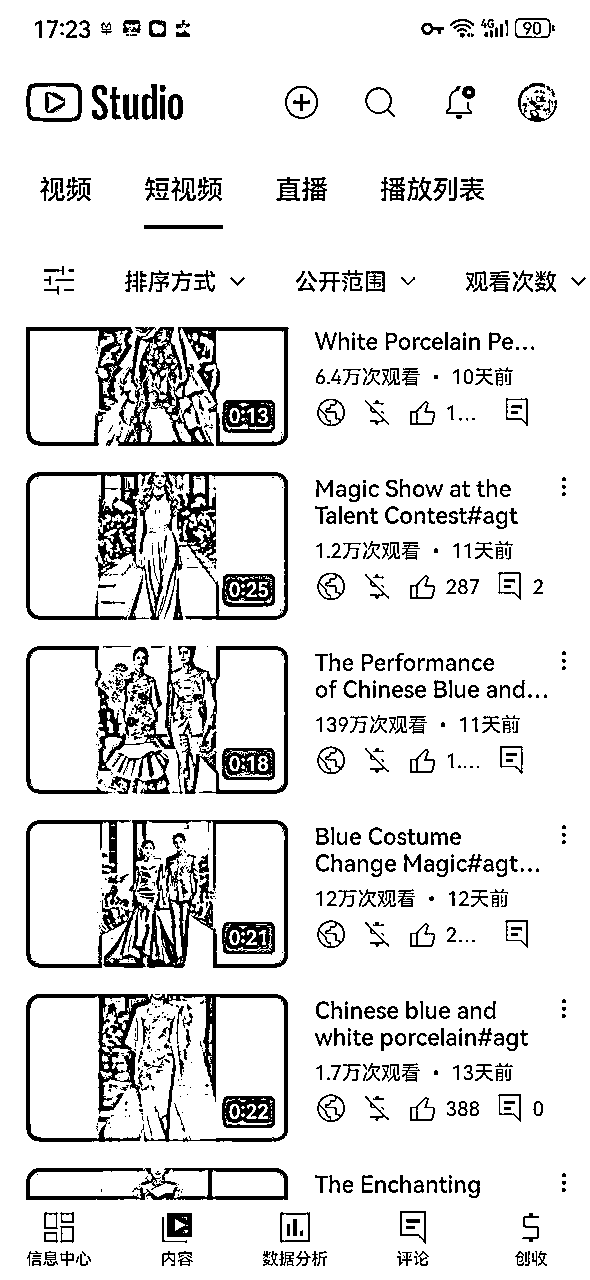 17:23 4G 90
Studio
视频 短视频 直播 播放列表
排序方式 公开范围 观看次数
White Porcelain Pe...
6.4万次观看 • 10天前
0:13
1...
Magic Show at the
Talent Contest#agt
1.2万次观看 • 11天前
0:25
287 2
The Performance
of Chinese Blue and...
139万次观看 • 11天前
0:18
1....
Blue Costume
Change Magic#agt...
12万次观看 • 12天前
0:21
2...
Chinese blue and
white porcelain#agt
1.7万次观看 • 13天前
0:22
388 0
The Enchanting
信息中心 内容 数据分析 评论 创收